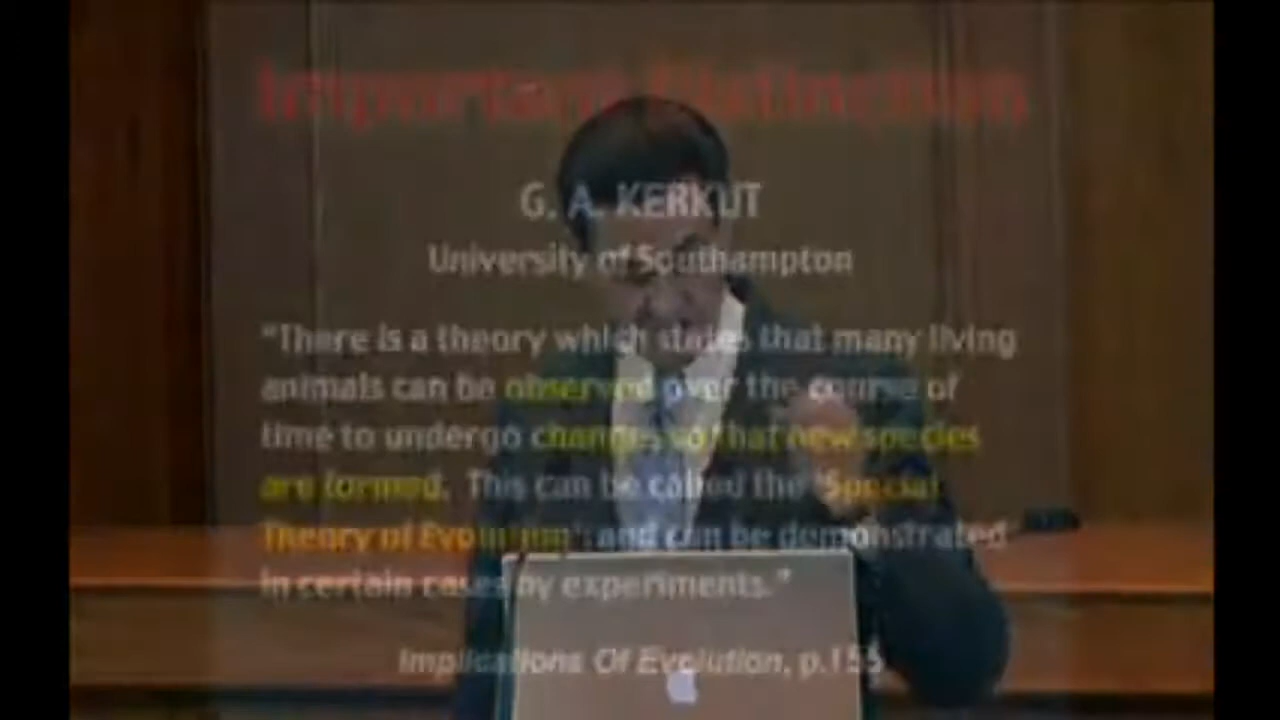 Important Distinction
G. A. KERKUT
University of Southampton
"There is a theory which states that many living
animals can be observed over the course of
time to undergo changes so that new species
are formed. This can be called the 'Special
Theory of Evolution' and can be demonstrated
in certain cases by experiments."
Implications Of Evolution, p.155